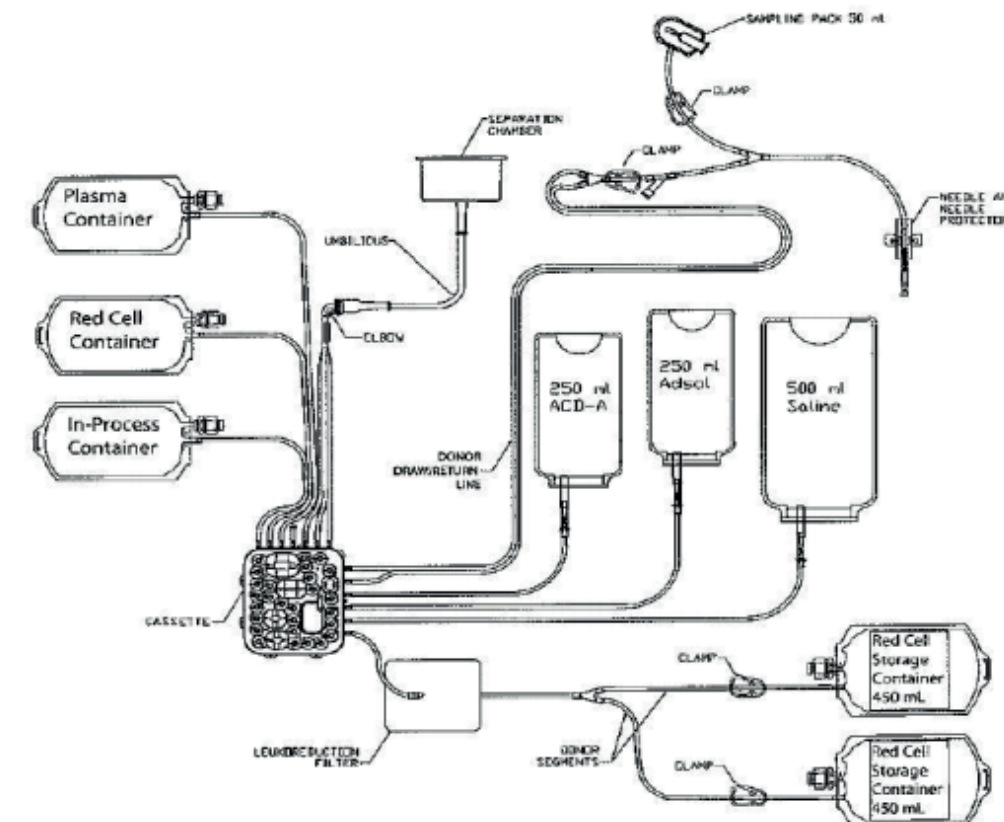 SAMPLING PACK 50 ml
CLAMP
SEPARATION
CHAMBER
CLAMP
Plasma
Container
NEEDLE
NEEDLE
UMBILICUS
Red Cell
Container
ELBOW
250 ml
ACD-A
250 ml
Adsol
500 ml
Saline
In-Process
Container
DONOR
DRAW/RETURN
LINE
CASSETTE
Red Cell
Storage
Container
450 mL
CLAMP
LEUKOREDUCTION
FILTER
DONOR
SEGMENTS
CLAMP
Red Cell
Storage
Container
450 mL